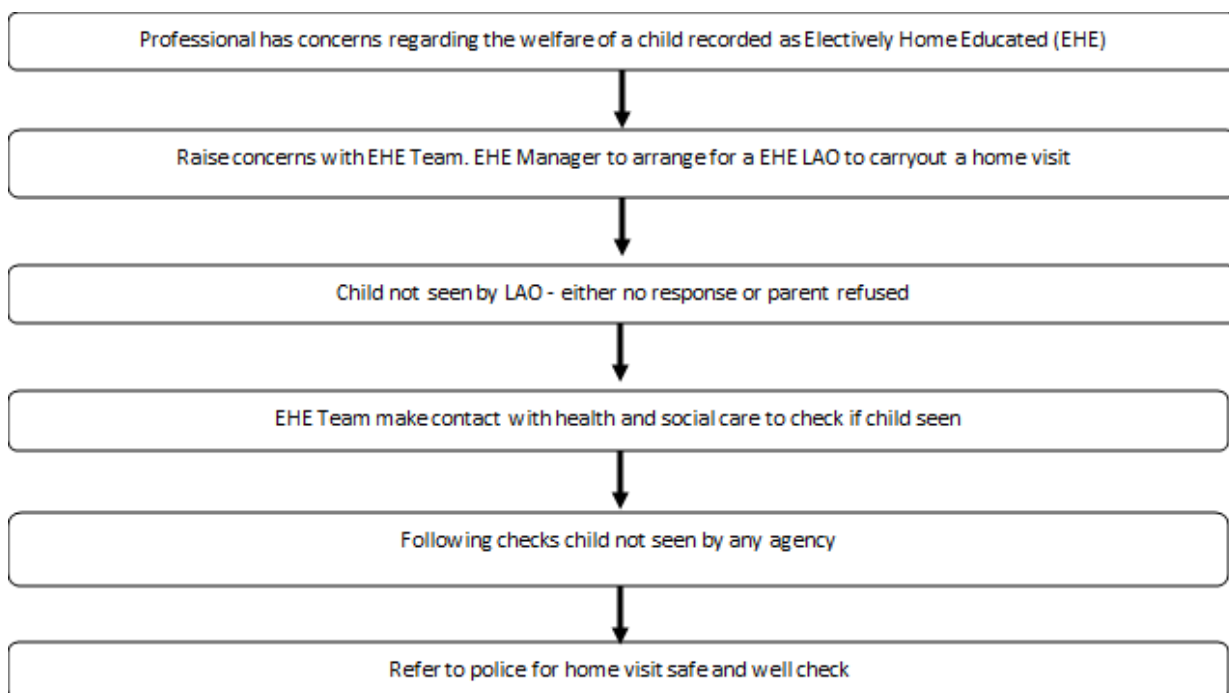 Professional has concerns regarding the welfare of a child recorded as Electively Home Educated (EHE)
Raise concerns with EHE Team. EHE Manager to arrange for a EHE LAO to carryout a home visit
Child not seen by LAO - either no response or parent refused
EHE Team make contact with health and social care to check if child seen
Following checks child not seen by any agency
Refer to police for home visit safe and well check